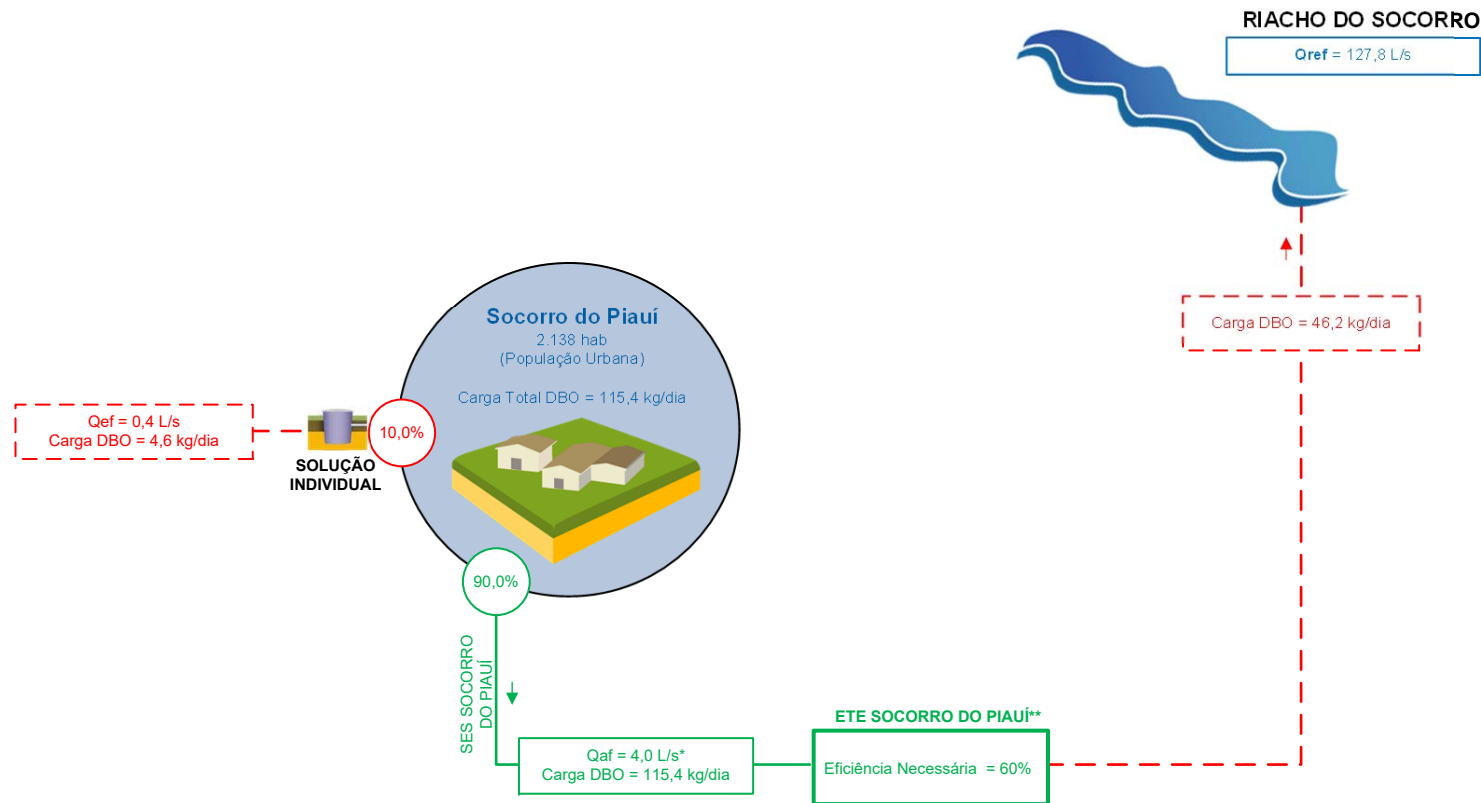 RIACHO DO SOCORRO
Qref = 127,8 L/s
Carga DBO = 46,2 kg/dia
Socorro do Piauí
2.138 hab
(População Urbana)
Carga Total DBO = 115,4 kg/dia
Qef = 0,4 L/s
Carga DBO = 4,6 kg/dia
SOLUÇÃO
INDIVIDUAL
10,0%
90,0%
SES SOCORRO
DO PIAUÍ
Qaf = 4,0 L/s*
Carga DBO = 115,4 kg/dia
ETE SOCORRO DO PIAUÍ**
Eficiência Necessária = 60%